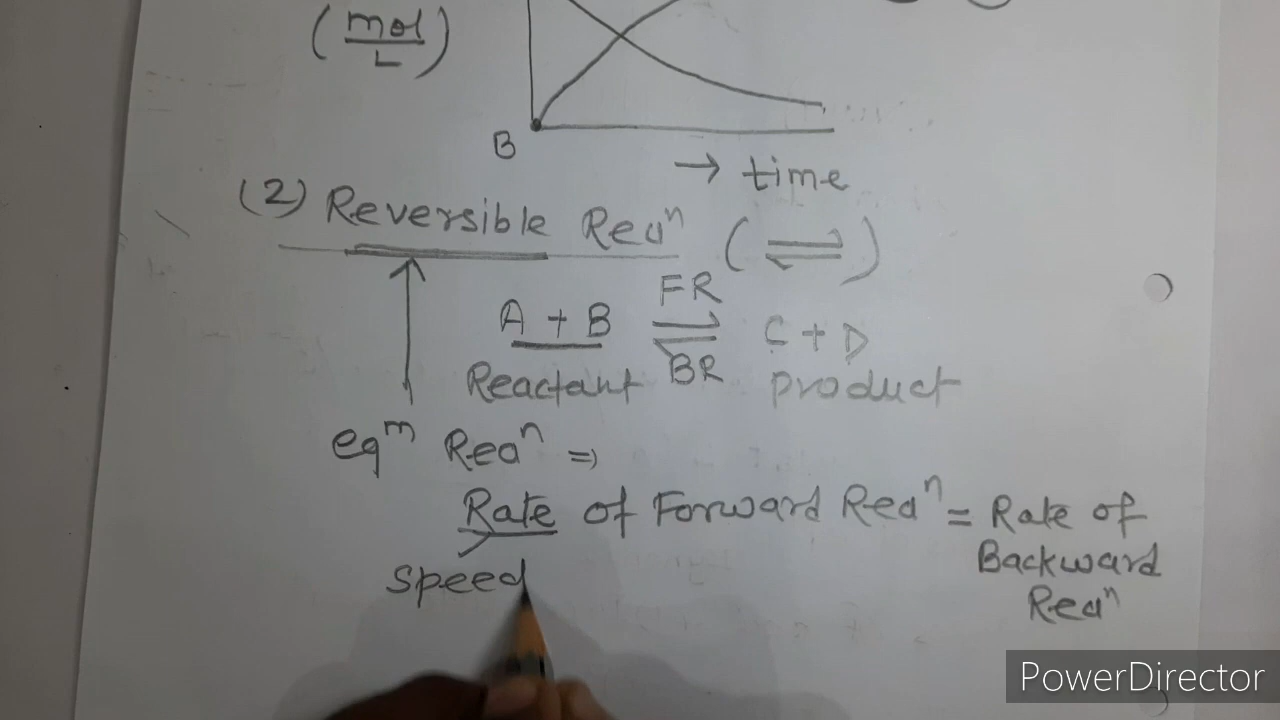 (mol/L)
B
→ time
(2) Reversible Reaⁿ (⇌)
FR
A + B ⇌ C + D
BR
Reactant product
eqᵐ Reaⁿ ⇒
Rate of Forward Reaⁿ = Rate of
Backward
Reaⁿ
Speed
PowerDirector